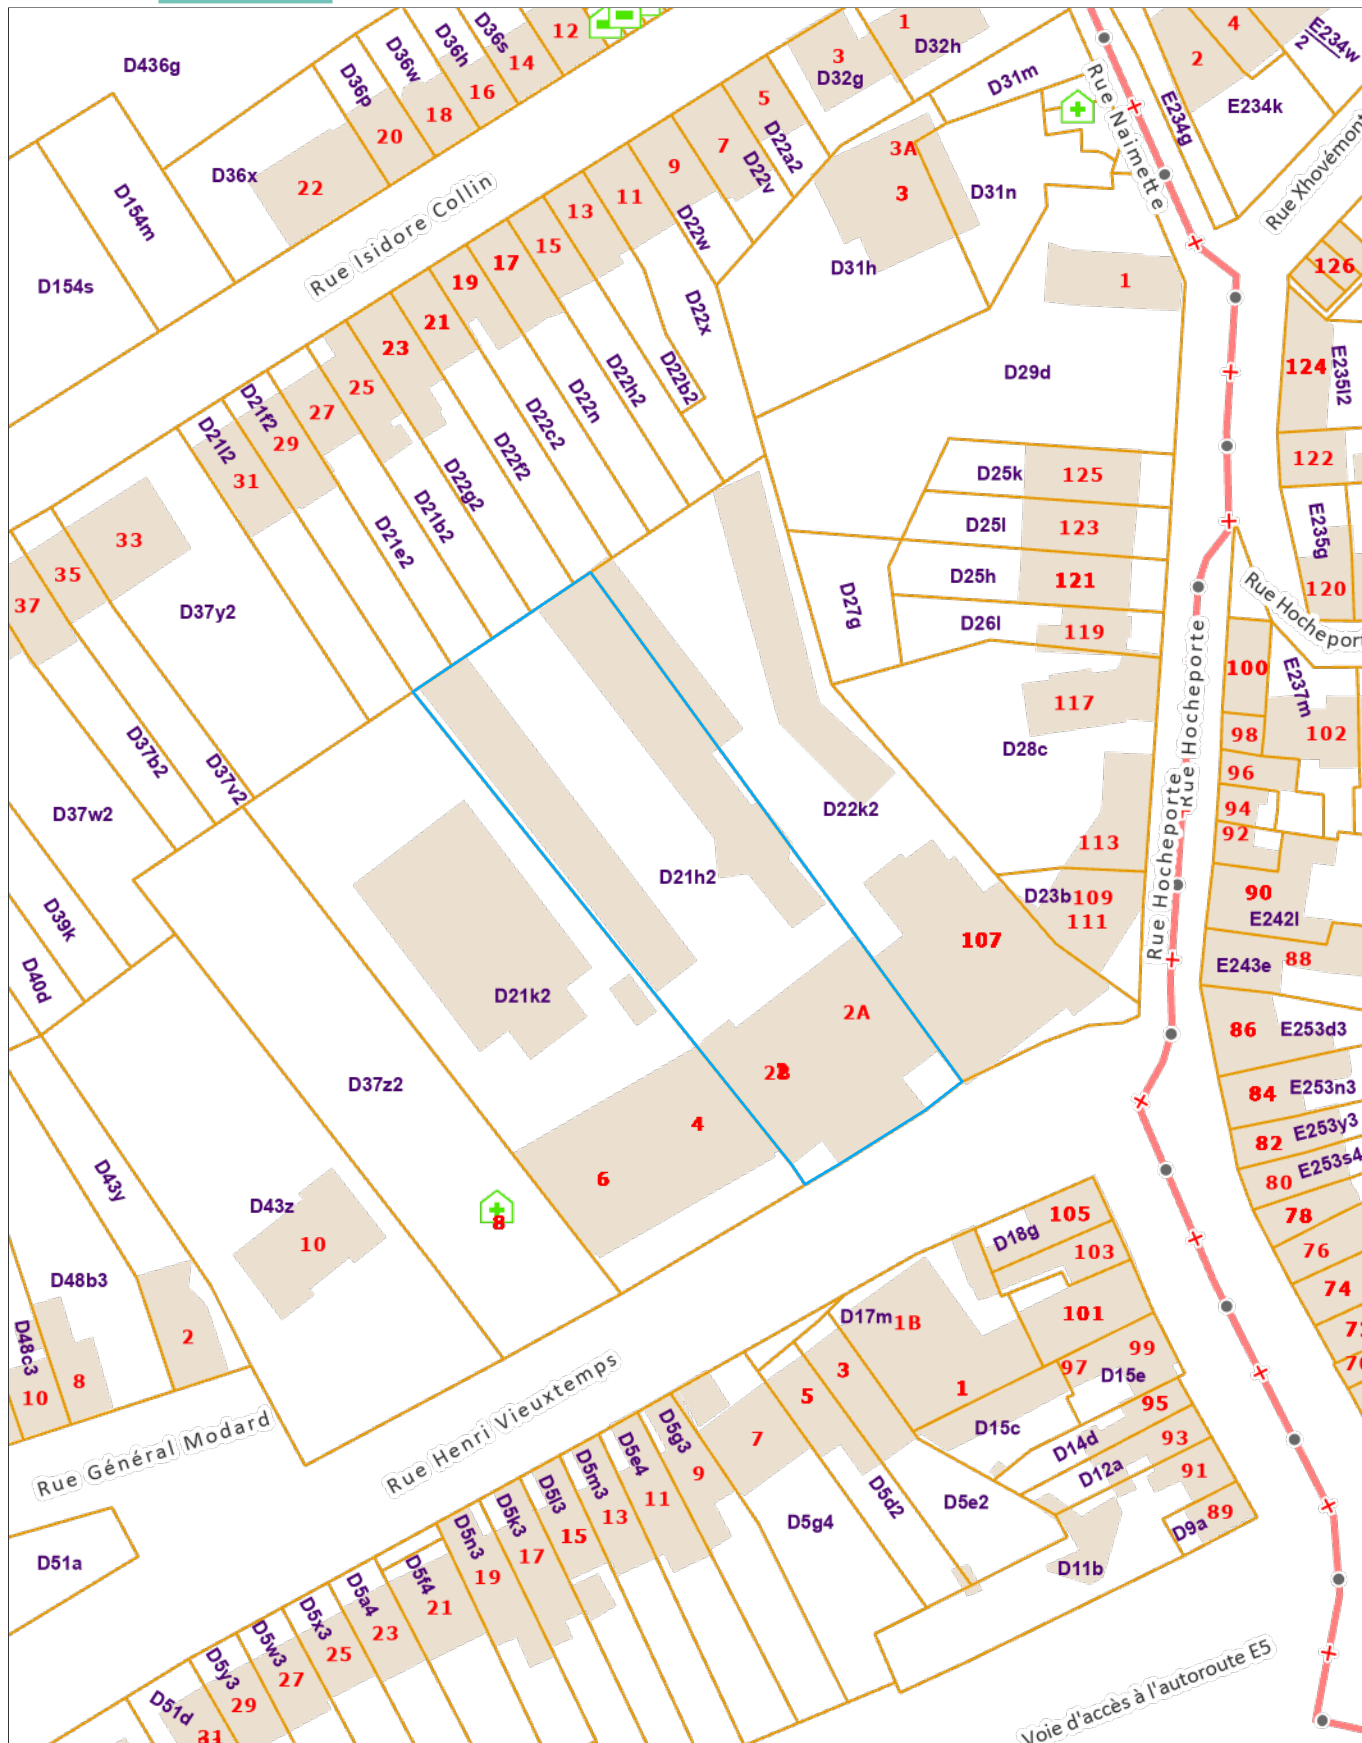 D436g
D36p
D36w
D36h
D36s
12
14
16
18
20
22
D36x
D154m
D154s
Rue Isidore Collin
1
D32h
3
D32g
5
D22a2
7
D22v
9
D22w
11
13
15
17
19
21
23
25
27
29
31
33
35
37
D31m
3A
3
D31n
D31h
Rue Naimette
E234g
2
4
E234w
2
E234k
Rue Xhovémont
126
124
E235l2
122
E235g
120
1
D29d
D22x
D22b2
D22h2
D22n
D22c2
D22f2
D22g2
D21b2
D21e2
D21f2
D21l2
D37y2
D37b2
D37v2
D37w2
D39k
D40d
D25k
125
D25l
123
D25h
121
D26l
119
D27g
117
D28c
113
D23b
109
111
107
Rue Hocheporte
Rue Hocheporte
Rue Hocheporte
100
E237m
98
102
96
94
92
90
E242l
88
E243e
86
E253d3
84
E253n3
82
E253y3
80
E253s4
78
76
74
D22k2
D21h2
D21k2
2A
4
6
D37z2
8
D43y
D43z
10
D48b3
2
D48c3
8
10
Rue Général Modard
Rue Henri Vieuxtemps
D51a
105
D18g
103
101
D17m
1B
99
97
D15e
1
3
5
7
D15c
95
D14d
93
D12a
91
89
D9a
D11b
D5e2
D5d2
D5g4
D5g3
9
D5e4
11
D5m3
13
D5l3
15
D5k3
17
D5n3
19
D5f4
21
D5a4
23
D5x3
25
D5w3
27
D5y3
29
D51d
31
Voie d'accès à l'autoroute E5